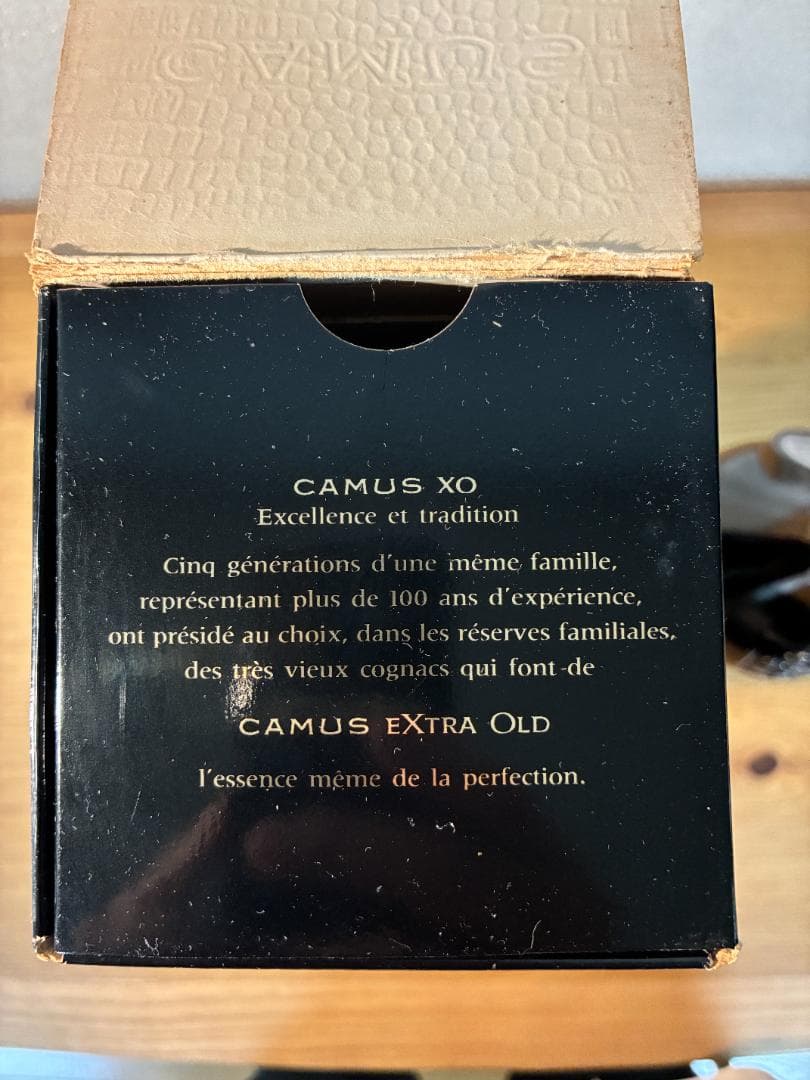 CAMUS
CAMUS XO
Excellence et tradition
Cinq générations d'une même famille,
représentant plus de 100 ans d'expérience,
ont présidé au choix, dans les réserves familiales,
des très vieux cognacs qui font de
CAMUS EXTRA OLD
l'essence même de la perfection.